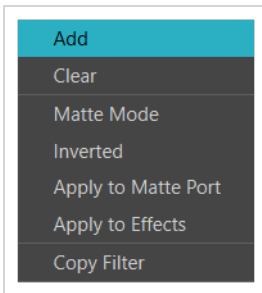 Add
Clear
Matte Mode
Inverted
Apply to Matte Port
Apply to Effects
Copy Filter